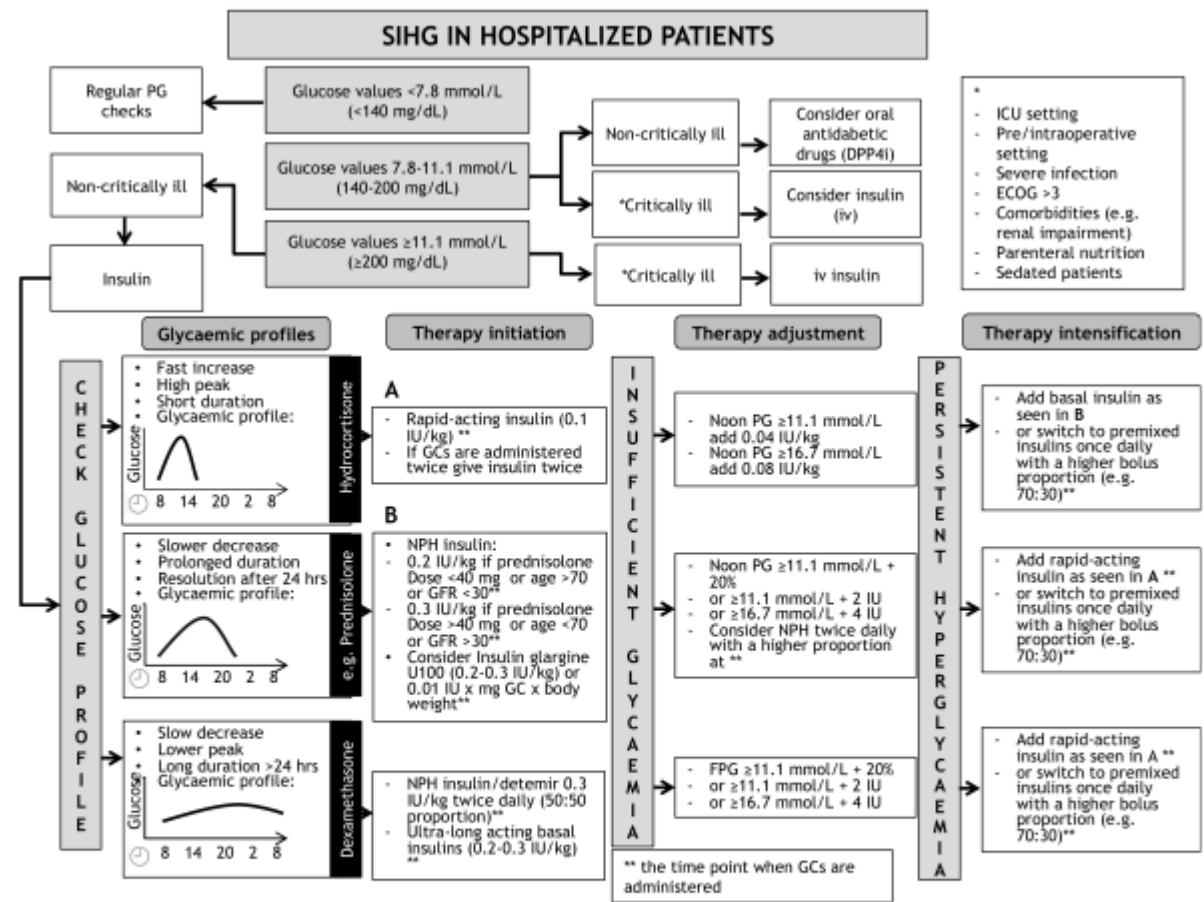 SIHG IN HOSPITALIZED PATIENTS
Regular PG
checks
Glucose values <7.8 mmol/L
(<140 mg/dL)
Non-critically ill
Glucose values 7.8-11.1 mmol/L
(140-200 mg/dL)
Glucose values ≥11.1 mmol/L
(≥200 mg/dL)
Insulin
Non-critically ill
Consider oral
antidabetic
drugs (DPP4i)
*Critically ill
Consider insulin
(iv)
*Critically ill
iv insulin
*
- ICU setting
- Pre/intraoperative
setting
- Severe infection
- ECOG >3
- Comorbidities (e.g.
renal impairment)
- Parenteral nutrition
- Sedated patients
Glycaemic profiles
Therapy initiation
Therapy adjustment
Therapy intensification
CHECK GLUCOSE PROFILE
• Fast increase
• High peak
• Short duration
• Glycaemic profile:
Glucose
8 14 20 2 8
Hydrocortisone
A
- Rapid-acting insulin (0.1
IU/kg) **
- If GCs are administered
twice give insulin twice
INSUFFICIENT GLYCAEMIA
- Noon PG ≥11.1 mmol/L
add 0.04 IU/kg
- Noon PG ≥16.7 mmol/L
add 0.08 IU/kg
PERSISTENT HYPERGLYCAEMIA
- Add basal insulin as
seen in B
- or switch to premixed
insulins once daily
with a higher bolus
proportion (e.g.
70:30)**
• Slower decrease
• Prolonged duration
• Resolution after 24 hrs
• Glycaemic profile:
Glucose
8 14 20 2 8
e.g. Prednisolone
B
• NPH insulin:
- 0.2 IU/kg if prednisolone
Dose <40 mg or age >70
or GFR <30**
- 0.3 IU/kg if prednisolone
Dose >40 mg or age <70
or GFR >30**
• Consider Insulin glargine
U100 (0.2-0.3 IU/kg) or
0.01 IU x mg GC x body
weight**
- Noon PG ≥11.1 mmol/L +
20%
- or ≥11.1 mmol/L + 2 IU
- or ≥16.7 mmol/L + 4 IU
- Consider NPH twice daily
with a higher proportion
at **
- Add rapid-acting
insulin as seen in A **
- or switch to premixed
insulins once daily
with a higher bolus
proportion (e.g.
70:30)**
• Slow decrease
• Lower peak
• Long duration >24 hrs
• Glycaemic profile:
Glucose
8 14 20 2 8
Dexamethasone
- NPH insulin/detemir 0.3
IU/kg twice daily (50:50
proportion)**
- Ultra-long acting basal
insulins (0.2-0.3 IU/kg)
**
- FPG ≥11.1 mmol/L + 20%
- or ≥11.1 mmol/L + 2 IU
- or ≥16.7 mmol/L + 4 IU
- Add rapid-acting
insulin as seen in A **
- or switch to premixed
insulins once daily
with a higher bolus
proportion (e.g.
70:30)**
** the time point when GCs are
administered